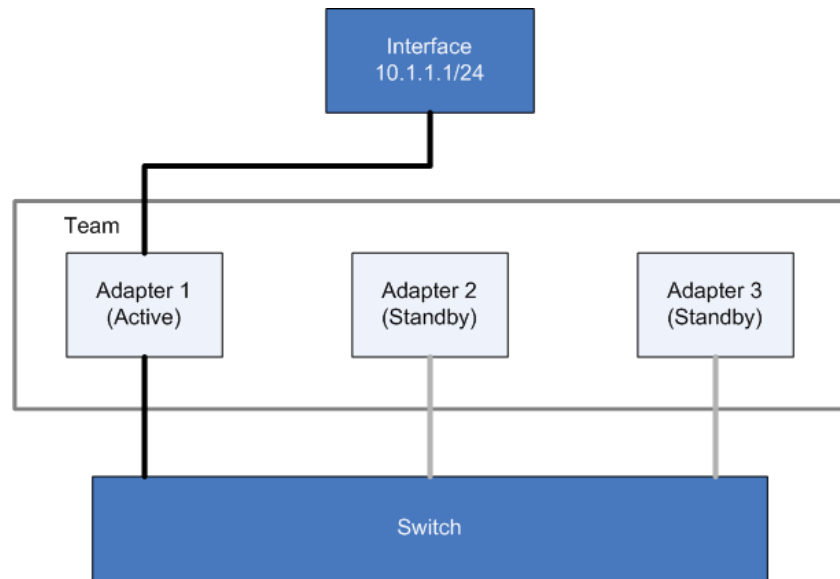 Interface
10.1.1.1/24
Team
Adapter 1
(Active)
Adapter 2
(Standby)
Adapter 3
(Standby)
Switch